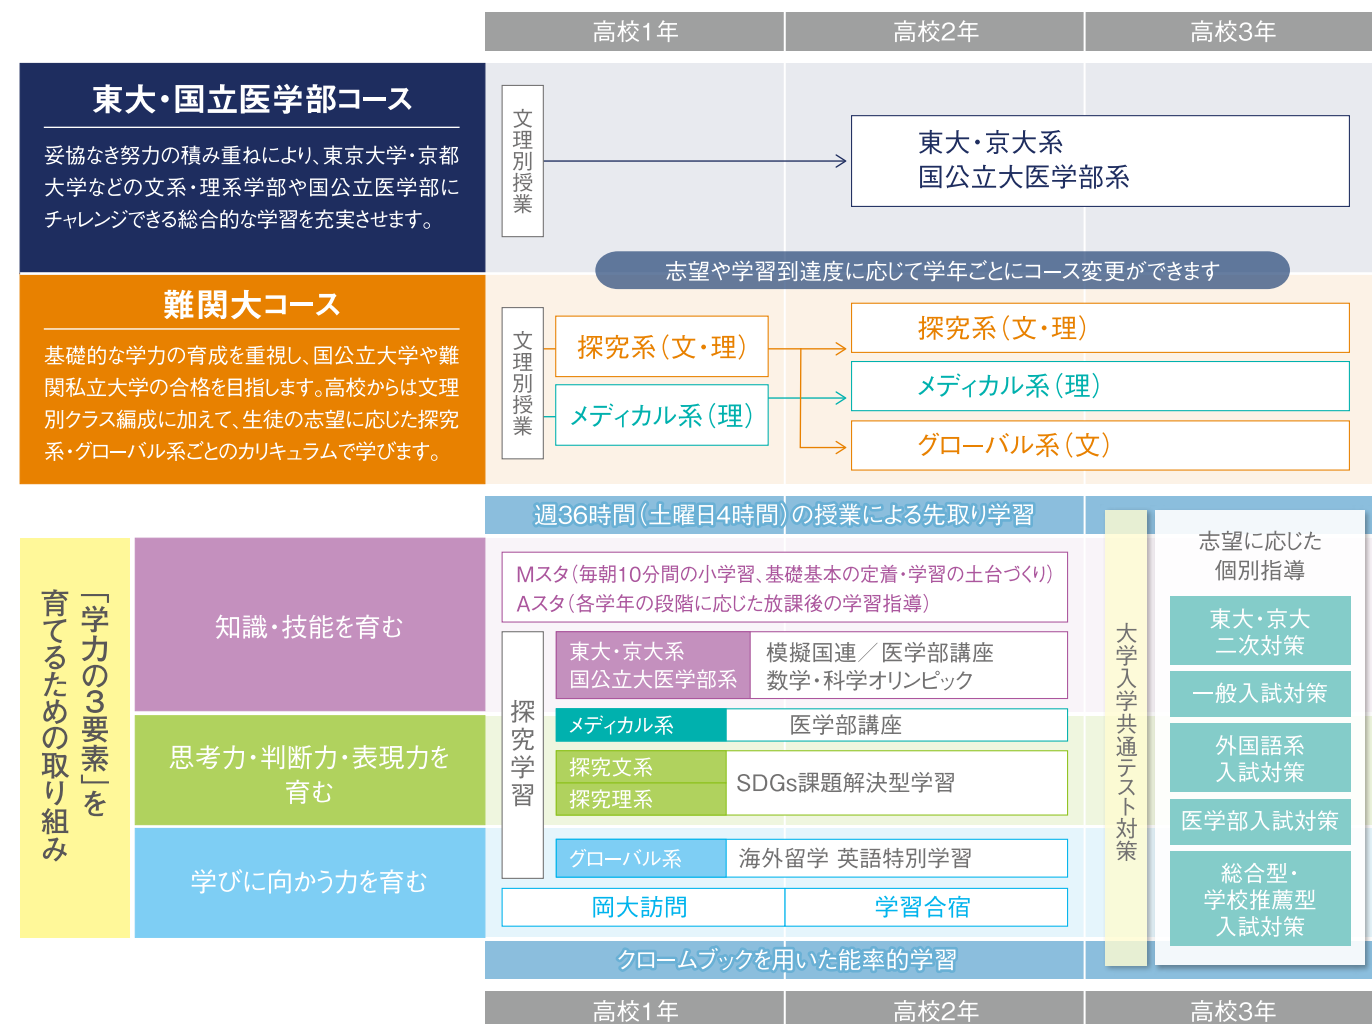 高校1年
高校2年
高校3年
東大・国立医学部コース
妥協なき努力の積み重ねにより、東京大学・京都
大学などの文系・理系学部や国公立医学部に
チャレンジできる総合的な学習を充実させます。
文理別授業
東大・京大系
国公立大医学部系
志望や学習到達度に応じて学年ごとにコース変更ができます
難関大コース
基礎的な学力の育成を重視し、国公立大学や難
関私立大学の合格を目指します。高校からは文理
別クラス編成に加えて、生徒の志望に応じた探究
系・グローバル系ごとのカリキュラムで学びます。
文理別授業
探究系（文・理）
メディカル系（理）
探究系（文・理）
メディカル系（理）
グローバル系（文）
週36時間（土曜日4時間）の授業による先取り学習
「学力の3要素」を
育てるための取り組み
知識・技能を育む
思考力・判断力・表現力を
育む
学びに向かう力を育む
Mスタ（毎朝10分間の小学習、基礎基本の定着・学習の土台づくり）
Aスタ（各学年の段階に応じた放課後の学習指導）
探究学習
東大・京大系
国公立大医学部系
模擬国連／医学部講座
数学・科学オリンピック
メディカル系
医学部講座
探究文系
探究理系
SDGs課題解決型学習
グローバル系
海外留学 英語特別学習
岡大訪問
学習合宿
クロームブックを用いた能率的学習
大学入学共通テスト対策
志望に応じた
個別指導
東大・京大
二次対策
一般入試対策
外国語系
入試対策
医学部入試対策
総合型・
学校推薦型
入試対策
高校1年
高校2年
高校3年